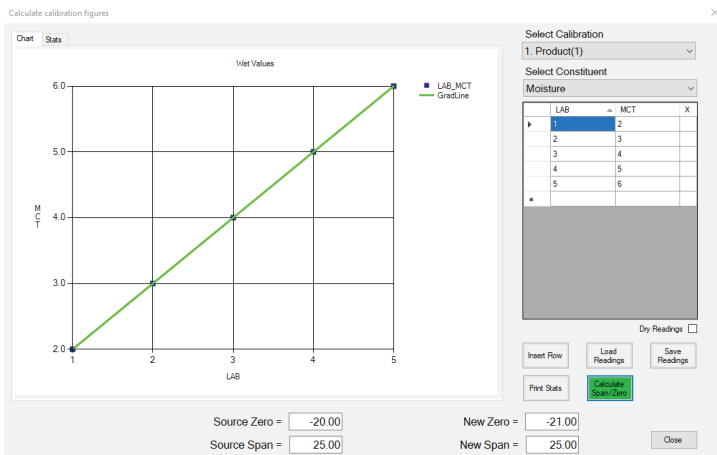 Calculate calibration figures
Chart Stats
Wet Values
6.0
5.0
4.0
3.0
2.0
MCT
1 2 3 4 5
LAB
LAB_MCT
GradLine
Select Calibration
1. Product(1)
Select Constituent
Moisture
LAB MCT X
1 2
2 3
3 4
4 5
5 6
*
Dry Readings
Insert Row
Load
Readings
Save
Readings
Print Stats
Calculate
Span/Zero
Source Zero = -20.00
New Zero = -21.00
Source Span = 25.00
New Span = 25.00
Close